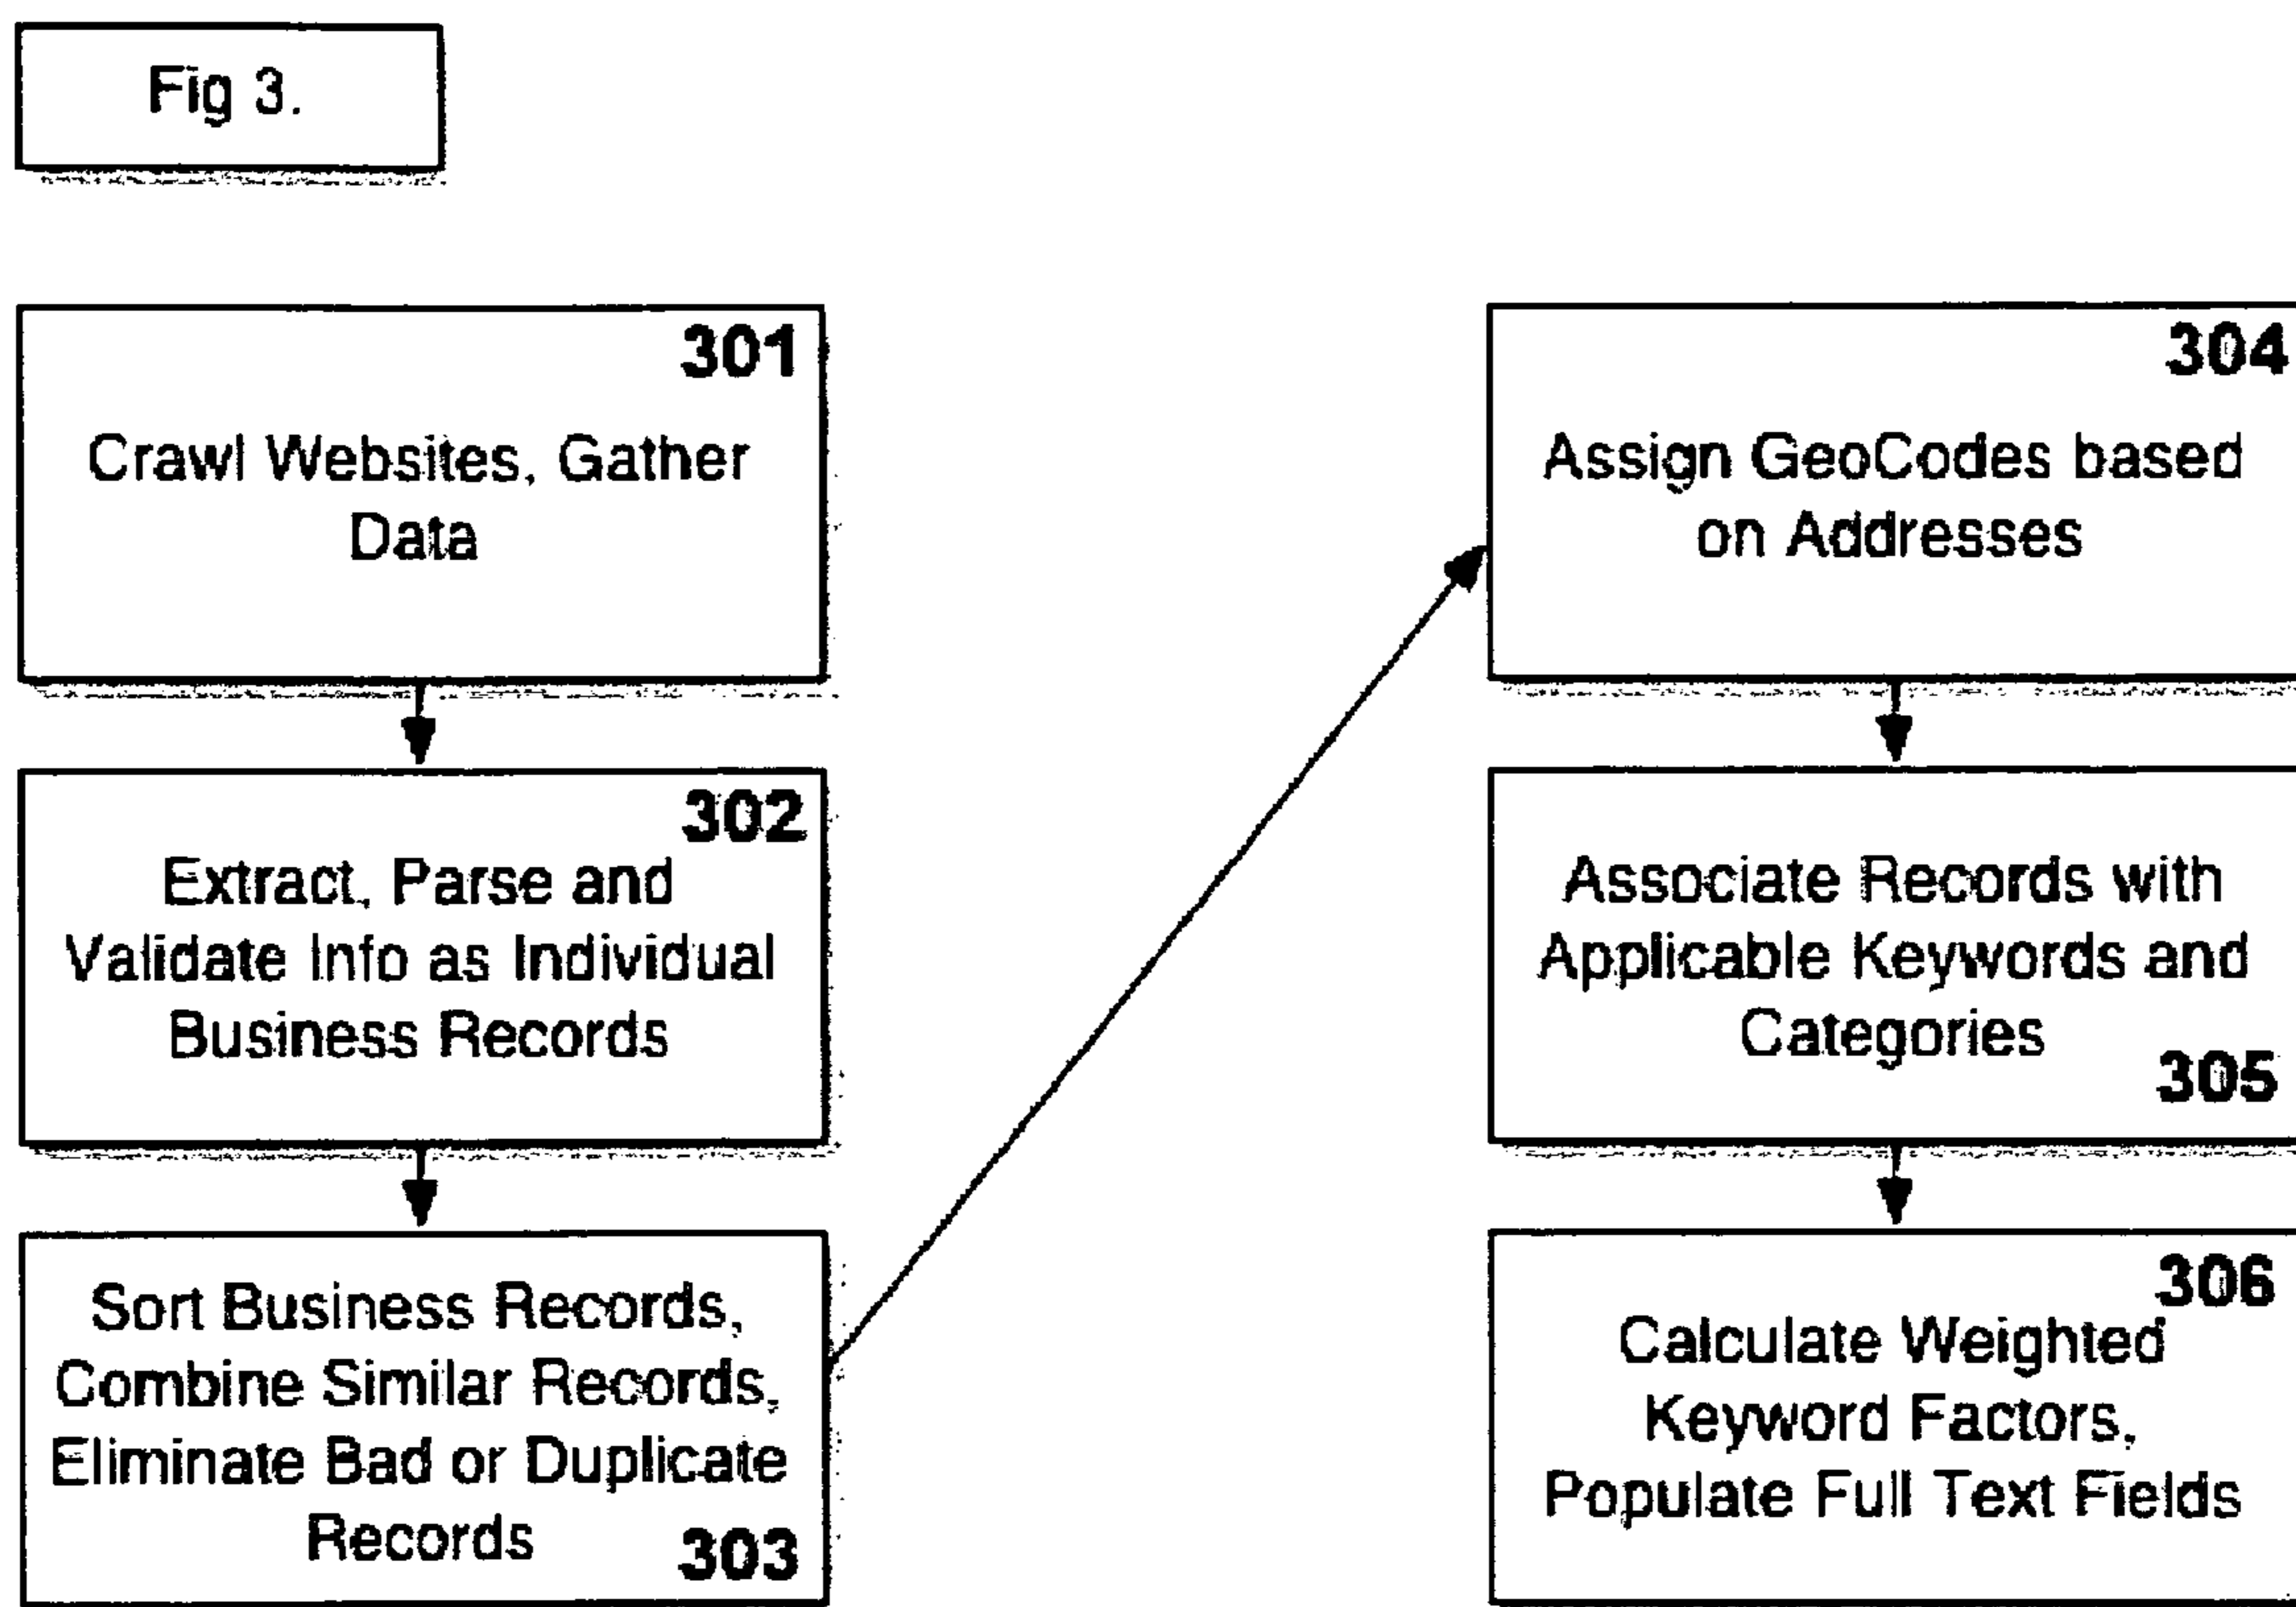 Fig 3.
301
Crawl Websites, Gather
Data
302
Extract, Parse and
Validate Info as Individual
Business Records
Sort Business Records,
Combine Similar Records,
Eliminate Bad or Duplicate
Records
303
304
Assign GeoCodes based
on Addresses
Associate Records with
Applicable Keywords and
Categories
305
306
Calculate Weighted
Keyword Factors,
Populate Full Text Fields